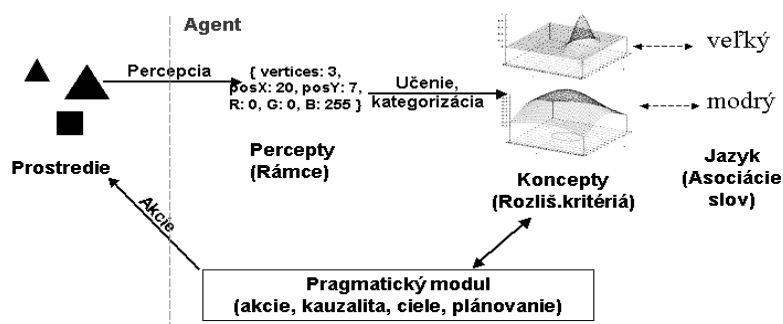 Agent
Percepcia
{ vertices: 3,
posX: 20, posY: 7,
R: 0, G: 0, B: 255 }
Učenie,
kategorizácia
veľký
modrý
Prostredie
Percepty
(Rámce)
Koncepty
(Rozliš.kritériá)
Jazyk
(Asociácie
slov)
Akcie
Pragmatický modul
(akcie, kauzalita, ciele, plánovanie)